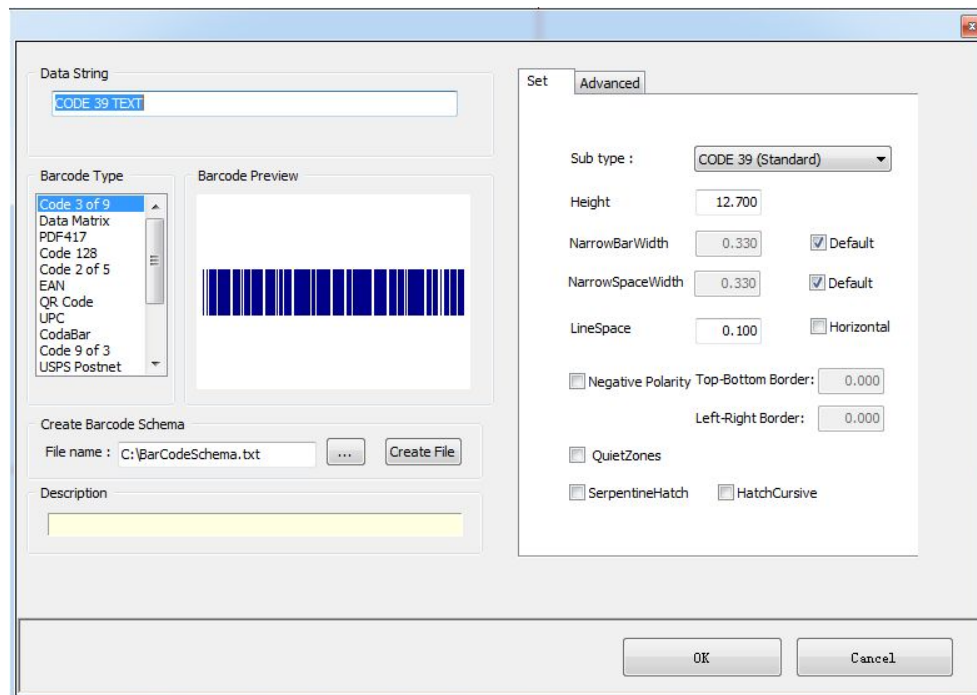 Data String
CODE 39 TEXT
Barcode Type
Code 3 of 9
Data Matrix
PDF417
Code 128
Code 2 of 5
EAN
QR Code
UPC
CodaBar
Code 9 of 3
USPS Postnet
Barcode Preview
Create Barcode Schema
File name : C:\BarCodeSchema.txt ... Create File
Description
Set Advanced
Sub type : CODE 39 (Standard)
Height 12.700
NarrowBarWidth 0.330 Default
NarrowSpaceWidth 0.330 Default
LineSpace 0.100 Horizontal
Negative Polarity Top-Bottom Border: 0.000
Left-Right Border: 0.000
QuietZones
SerpentineHatch HatchCursive
OK Cancel